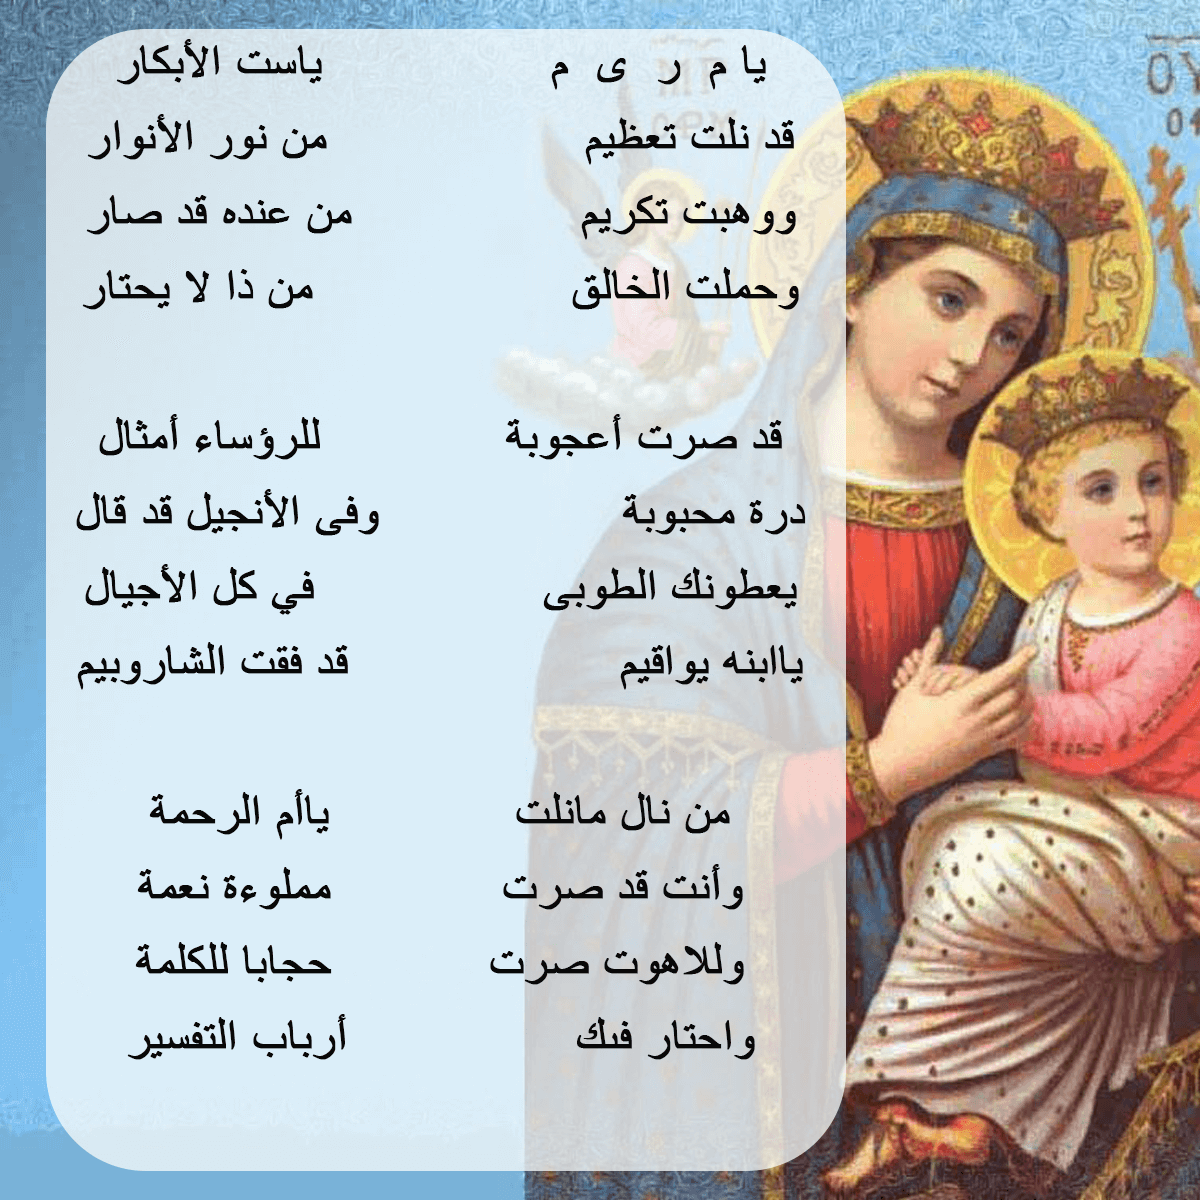 يا م ر ى م ياست الأبكار
قد نلت تعظيم من نور الأنوار
ووهبت تكريم من عنده قد صار
وحملت الخالق من ذا لا يحتار
قد صرت أعجوبة للرؤساء أمثال
درة محبوبة وفى الأنجيل قد قال
يعطونك الطوبى في كل الأجيال
ياابنه يواقيم قد فقت الشاروبيم
من نال مانلت ياأم الرحمة
وأنت قد صرت مملوءة نعمة
وللاهوت صرت حجابا للكلمة
واحتار فىك أرباب التفسير